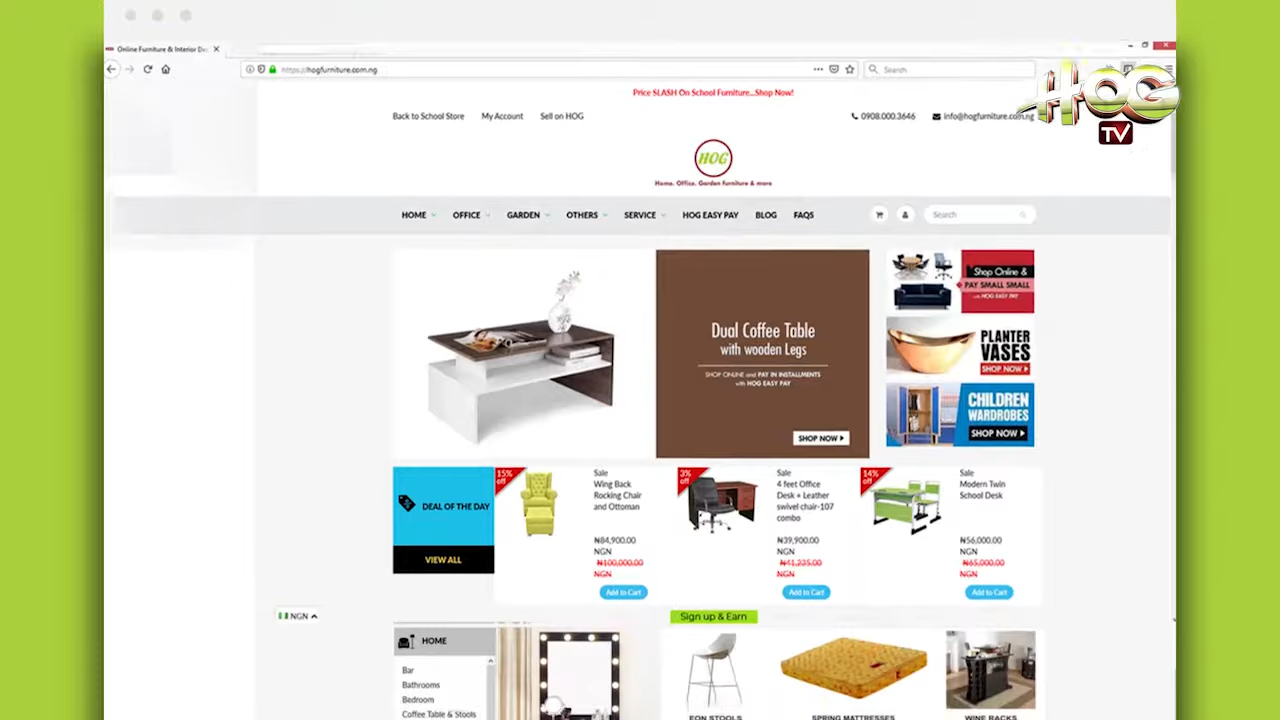 Online Furniture & Interior De
https://hogfurniture.com.ng
Search
HOG
TV
Price SLASH On School Furniture...Shop Now!
Back to School Store
My Account
Sell on HOG
0908.000.3646
info@hogfurniture.com.ng
HOG
Home. Office. Garden Furniture & more
HOME
OFFICE
GARDEN
OTHERS
SERVICE
HOG EASY PAY
BLOG
FAQS
Search
Dual Coffee Table
with wooden Legs
SHOP ONLINE and PAY IN INSTALLMENTS
with HOG EASY PAY
SHOP NOW
Shop Online &
PAY SMALL SMALL
with HOG EASY PAY
PLANTER
VASES
SHOP NOW
CHILDREN
WARDROBES
SHOP NOW
DEAL OF THE DAY
VIEW ALL
15%
off
Sale
Wing Back
Rocking Chair
and Ottoman
₦84,900.00
NGN
₦100,000.00
NGN
Add to Cart
3%
off
Sale
4 feet Office
Desk + Leather
swivel chair-107
combo
₦39,900.00
NGN
₦41,235.00
NGN
Add to Cart
14%
off
Sale
Modern Twin
School Desk
₦56,000.00
NGN
₦65,000.00
NGN
Add to Cart
NGN
Sign up & Earn
HOME
Bar
Bathrooms
Bedroom
Coffee Table & Stools
EON STOOLS
SPRING MATTRESSES
WINE RACKS